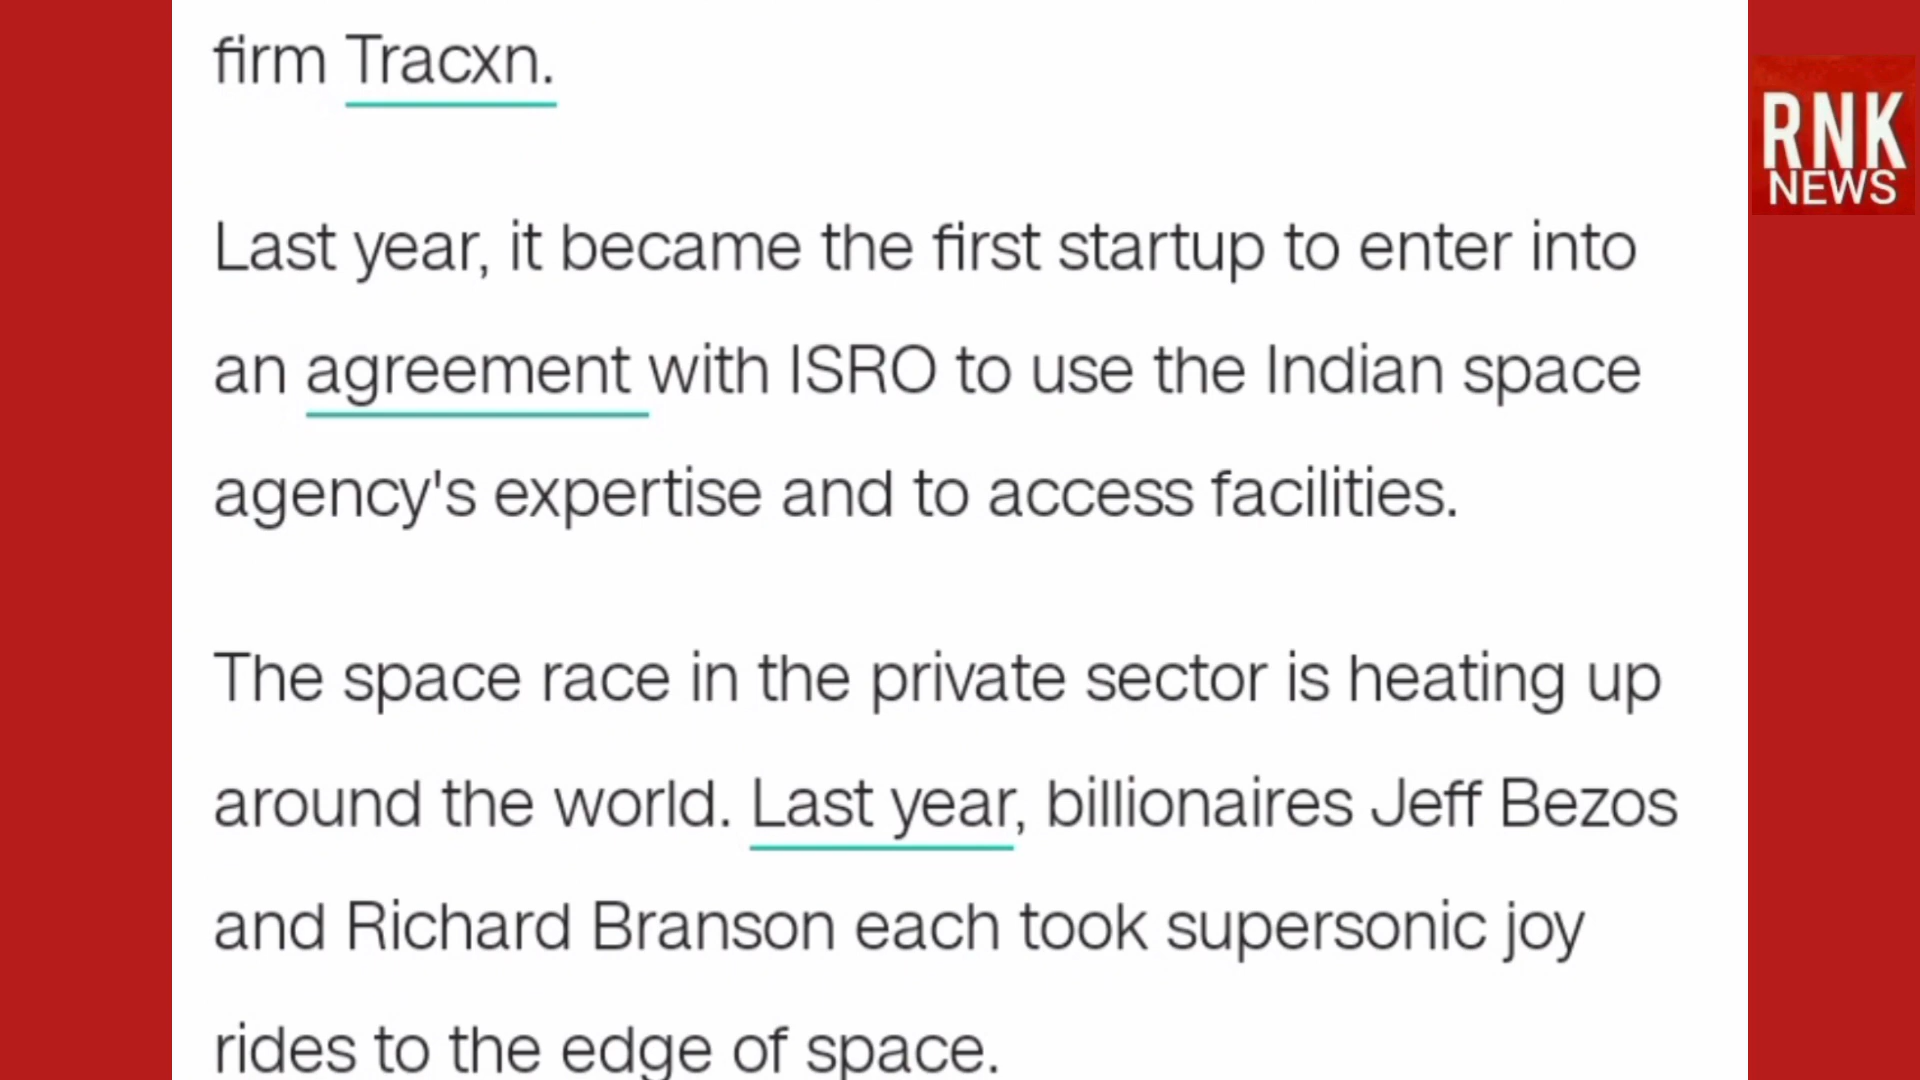 firm Tracxn.
RNK
NEWS
Last year, it became the first startup to enter into
an agreement with ISRO to use the Indian space
agency's expertise and to access facilities.
The space race in the private sector is heating up
around the world. Last year, billionaires Jeff Bezos
and Richard Branson each took supersonic joy
rides to the edge of space.